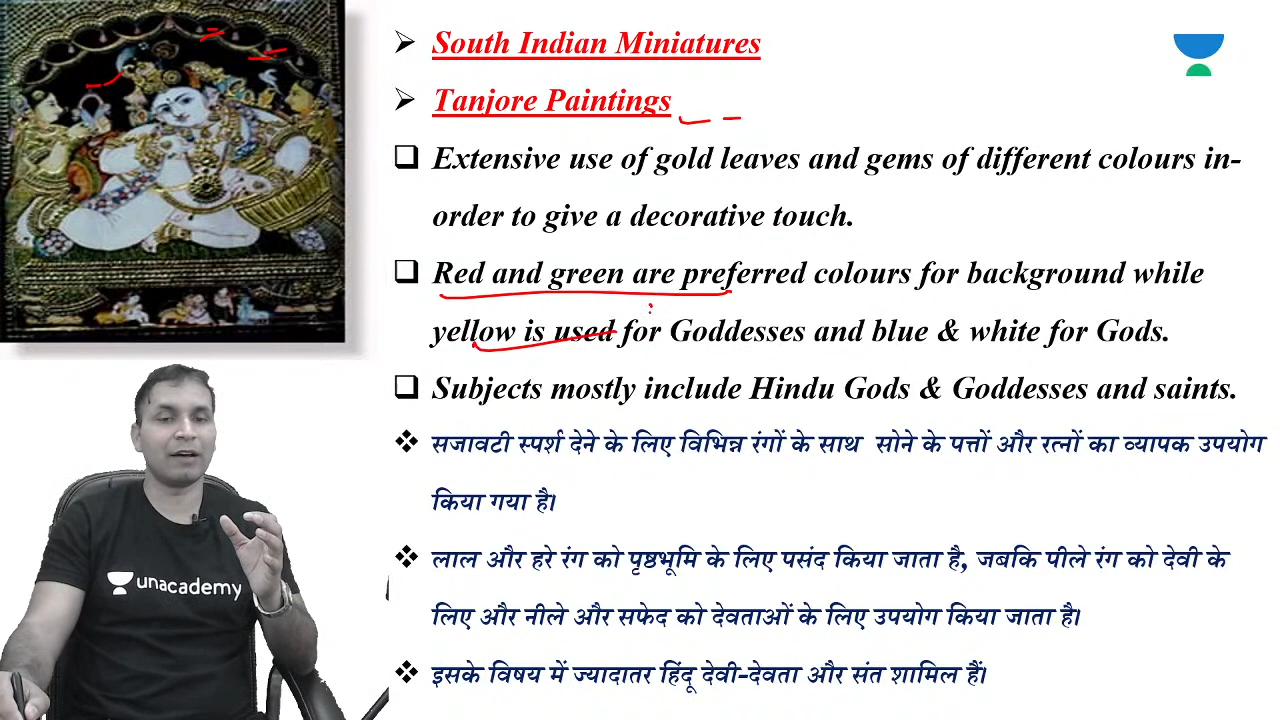 South Indian Miniatures
Tanjore Paintings
Extensive use of gold leaves and gems of different colours in-
order to give a decorative touch.
Red and green are preferred colours for background while
yellow is used for Goddesses and blue & white for Gods.
Subjects mostly include Hindu Gods & Goddesses and saints.
सजावटी स्पर्श देने के लिए विभिन्न रंगों के साथ सोने के पत्तों और रत्नों का व्यापक उपयोग
किया गया है।
लाल और हरे रंग को पृष्ठभूमि के लिए पसंद किया जाता है, जबकि पीले रंग को देवी के
लिए और नीले और सफेद को देवताओं के लिए उपयोग किया जाता है।
इसके विषय में ज्यादातर हिंदू देवी-देवता और संत शामिल हैं।
unacademy